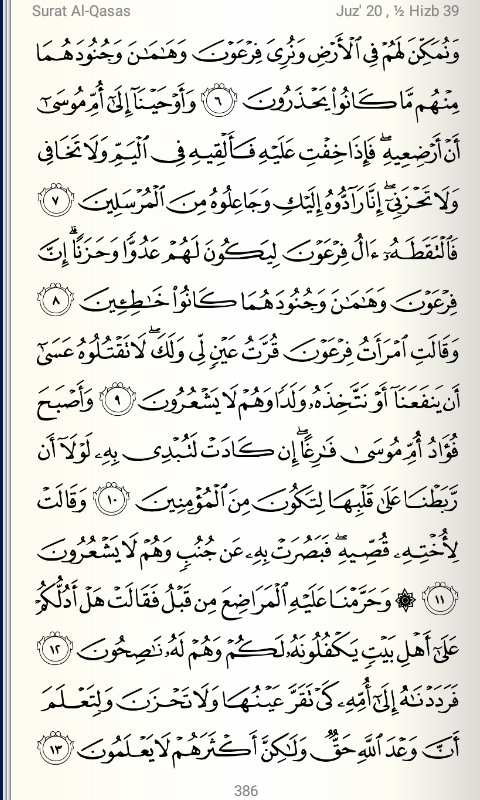 Surat Al-Qasas Juz' 20 , ½ Hizb 39
وَنُمَكِّنَ لَهُمْ فِي ٱلْأَرْضِ وَنُرِيَ فِرْعَوْنَ وَهَٰمَٰنَ وَجُنُودَهُمَا
مِنْهُم مَّا كَانُوا۟ يَحْذَرُونَ ٦ وَأَوْحَيْنَآ إِلَىٰٓ أُمِّ مُوسَىٰٓ
أَنْ أَرْضِعِيهِ ۖ فَإِذَا خِفْتِ عَلَيْهِ فَأَلْقِيهِ فِي ٱلْيَمِّ وَلَا تَخَافِي
وَلَا تَحْزَنِيٓ ۖ إِنَّا رَآدُّوهُ إِلَيْكِ وَجَاعِلُوهُ مِنَ ٱلْمُرْسَلِينَ ٧
فَٱلْتَقَطَهُۥٓ ءَالُ فِرْعَوْنَ لِيَكُونَ لَهُمْ عَدُوًّا وَحَزَنًا ۗ إِنَّ
فِرْعَوْنَ وَهَٰمَٰنَ وَجُنُودَهُمَا كَانُوا۟ خَٰطِـِٔينَ ٨
وَقَالَتِ ٱمْرَأَتُ فِرْعَوْنَ قُرَّتُ عَيْنٍ لِّي وَلَكَ ۖ لَا تَقْتُلُوهُ عَسَىٰٓ
أَن يَنفَعَنَآ أَوْ نَتَّخِذَهُۥ وَلَدًا وَهُمْ لَا يَشْعُرُونَ ٩ وَأَصْبَحَ
فُؤَادُ أُمِّ مُوسَىٰ فَٰرِغًا ۖ إِن كَادَتْ لَتُبْدِي بِهِۦ لَوْلَآ أَن
رَّبَطْنَا عَلَىٰ قَلْبِهَا لِتَكُونَ مِنَ ٱلْمُؤْمِنِينَ ١٠ وَقَالَتْ
لِأُخْتِهِۦ قُصِّيهِ ۖ فَبَصُرَتْ بِهِۦ عَن جُنُبٍ وَهُمْ لَا يَشْعُرُونَ
١١ ۞ وَحَرَّمْنَا عَلَيْهِ ٱلْمَرَاضِعَ مِن قَبْلُ فَقَالَتْ هَلْ أَدُلُّكُمْ
عَلَىٰٓ أَهْلِ بَيْتٍ يَكْفُلُونَهُۥ لَكُمْ وَهُمْ لَهُۥ نَٰصِحُونَ ١٢
فَرَدَدْنَٰهُ إِلَىٰٓ أُمِّهِۦ كَيْ تَقَرَّ عَيْنُهَا وَلَا تَحْزَنَ وَلِتَعْلَمَ
أَنَّ وَعْدَ ٱللَّهِ حَقٌّ وَلَٰكِنَّ أَكْثَرَهُمْ لَا يَعْلَمُونَ ١٣
386